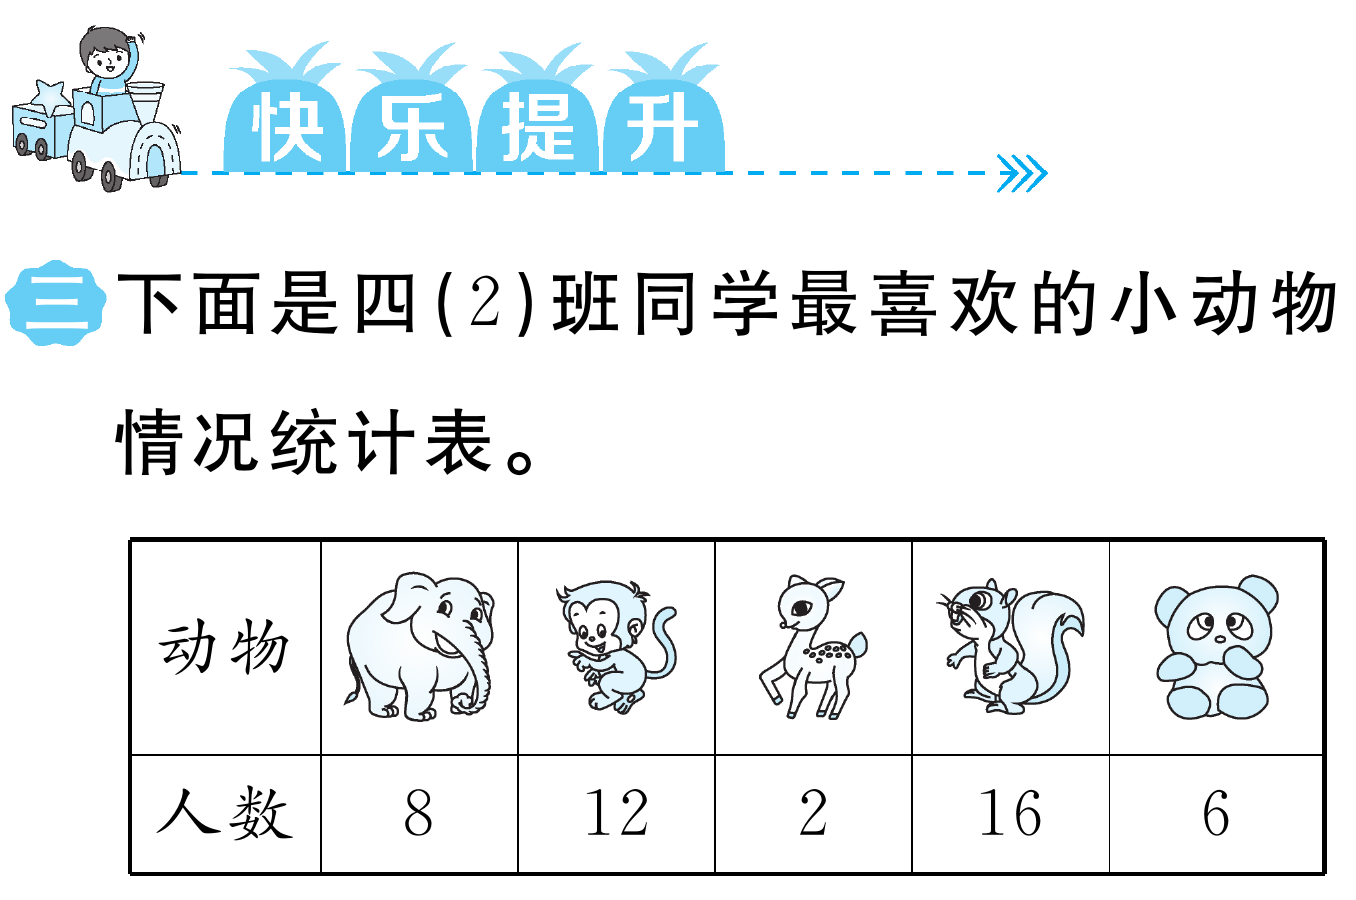 快乐提升
三 下面是四(2)班同学最喜欢的小动物
情况统计表。
动物
人数 8 12 2 16 6